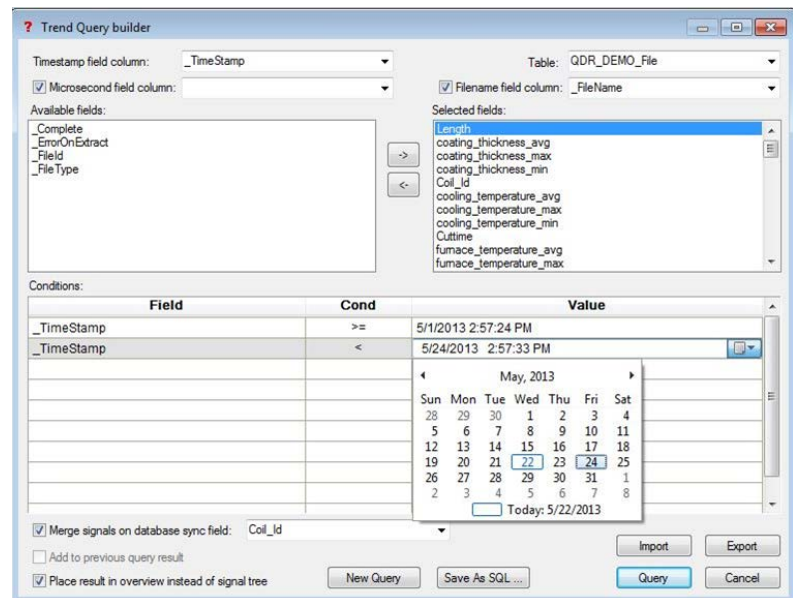 ? Trend Query builder
Timestamp field column: _TimeStamp
Table: QDR_DEMO_File
Microsecond field column:
Filename field column: _FileName
Available fields:
_Complete
_ErrorOnExtract
_FileId
_FileType
->
<-
Selected fields:
Length
coating_thickness_avg
coating_thickness_max
coating_thickness_min
Coil_Id
cooling_temperature_avg
cooling_temperature_max
cooling_temperature_min
Cuttime
furnace_temperature_avg
furnace_temperature_max
Conditions:
Field Cond Value
_TimeStamp >= 5/1/2013 2:57:24 PM
_TimeStamp < 5/24/2013 2:57:33 PM
May, 2013
Sun Mon Tue Wed Thu Fri Sat
28 29 30 1 2 3 4
5 6 7 8 9 10 11
12 13 14 15 16 17 18
19 20 21 22 23 24 25
26 27 28 29 30 31 1
2 3 4 5 6 7 8
Today: 5/22/2013
Merge signals on database sync field: Coil_Id
Add to previous query result
Import Export
Place result in overview instead of signal tree
New Query Save As SQL ... Query Cancel